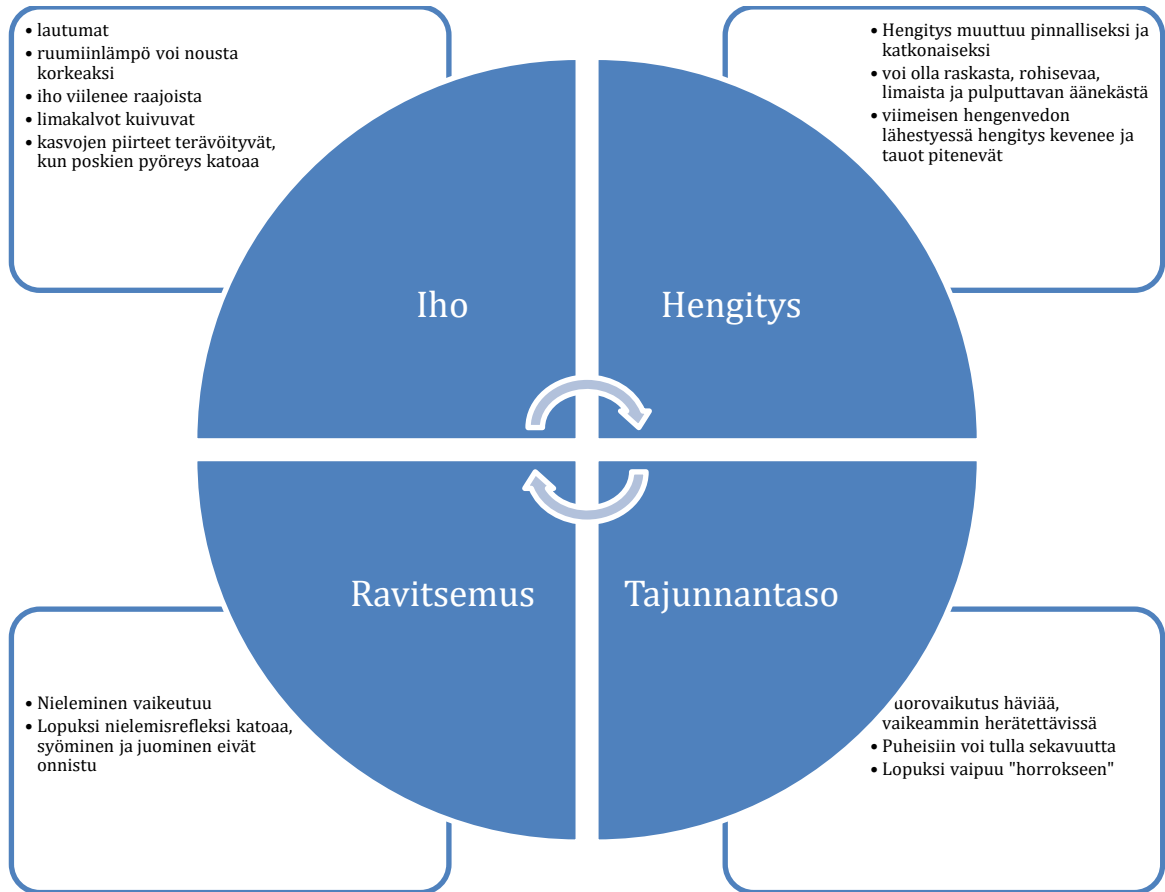 • lautumat
• ruumiinlämpö voi nousta
korkeaksi
• iho viilenee raajoista
• limakalvot kuivuvat
• kasvojen piirteet terävöityvät,
kun poskien pyöreys katoaa
• Hengitys muuttuu pinnalliseksi ja
katkonaiseksi
• voi olla raskasta, rohisevaa,
limaista ja pulputtavan äänekästä
• viimeisen hengenvedon
lähestyessä hengitys kevenee ja
tauot pitenevät
Iho
Hengitys
Ravitsemus
Tajunnantaso
• Nieleminen vaikeutuu
• Lopuksi nielemisrefleksi katoaa,
syöminen ja juominen eivät
onnistu
uorovaikutus häviää,
vaikeammin herätettävissä
• Puheisiin voi tulla sekavuutta
• Lopuksi vaipuu "horrokseen"